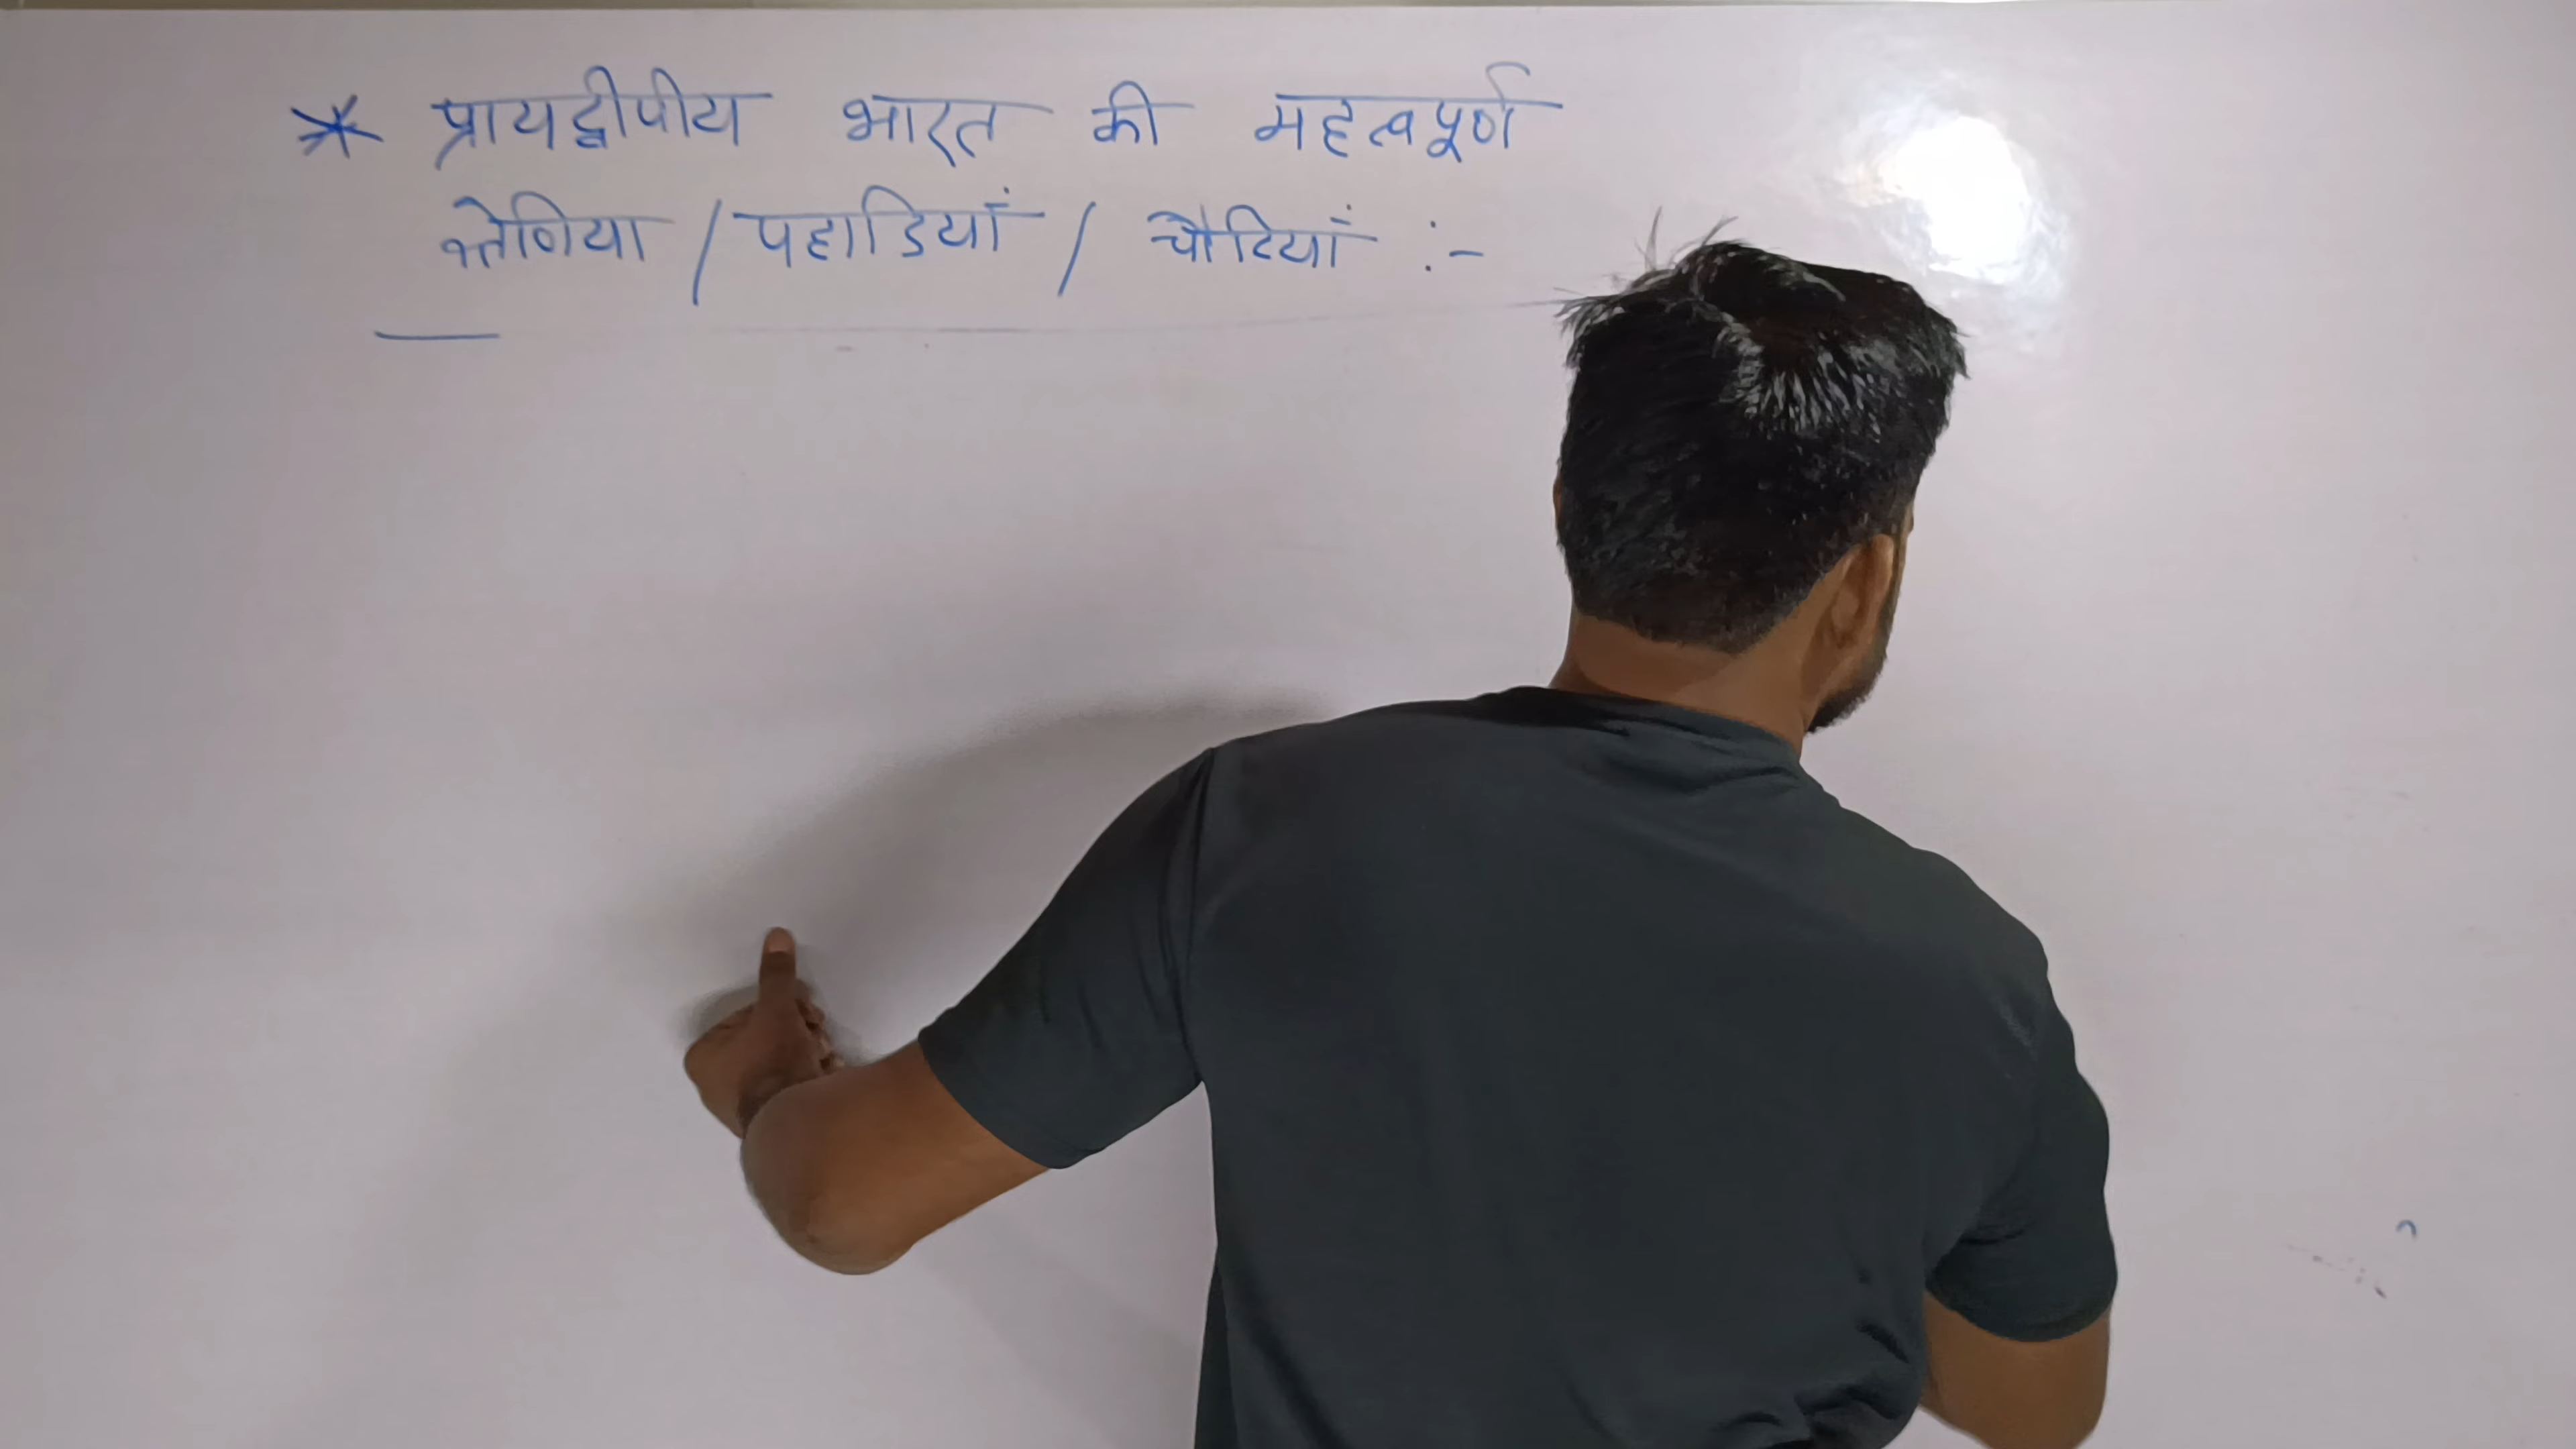 * प्रायद्वीपीय भारत की महत्वपूर्ण
श्रेणिया / पहाडियां / चौटियां :-